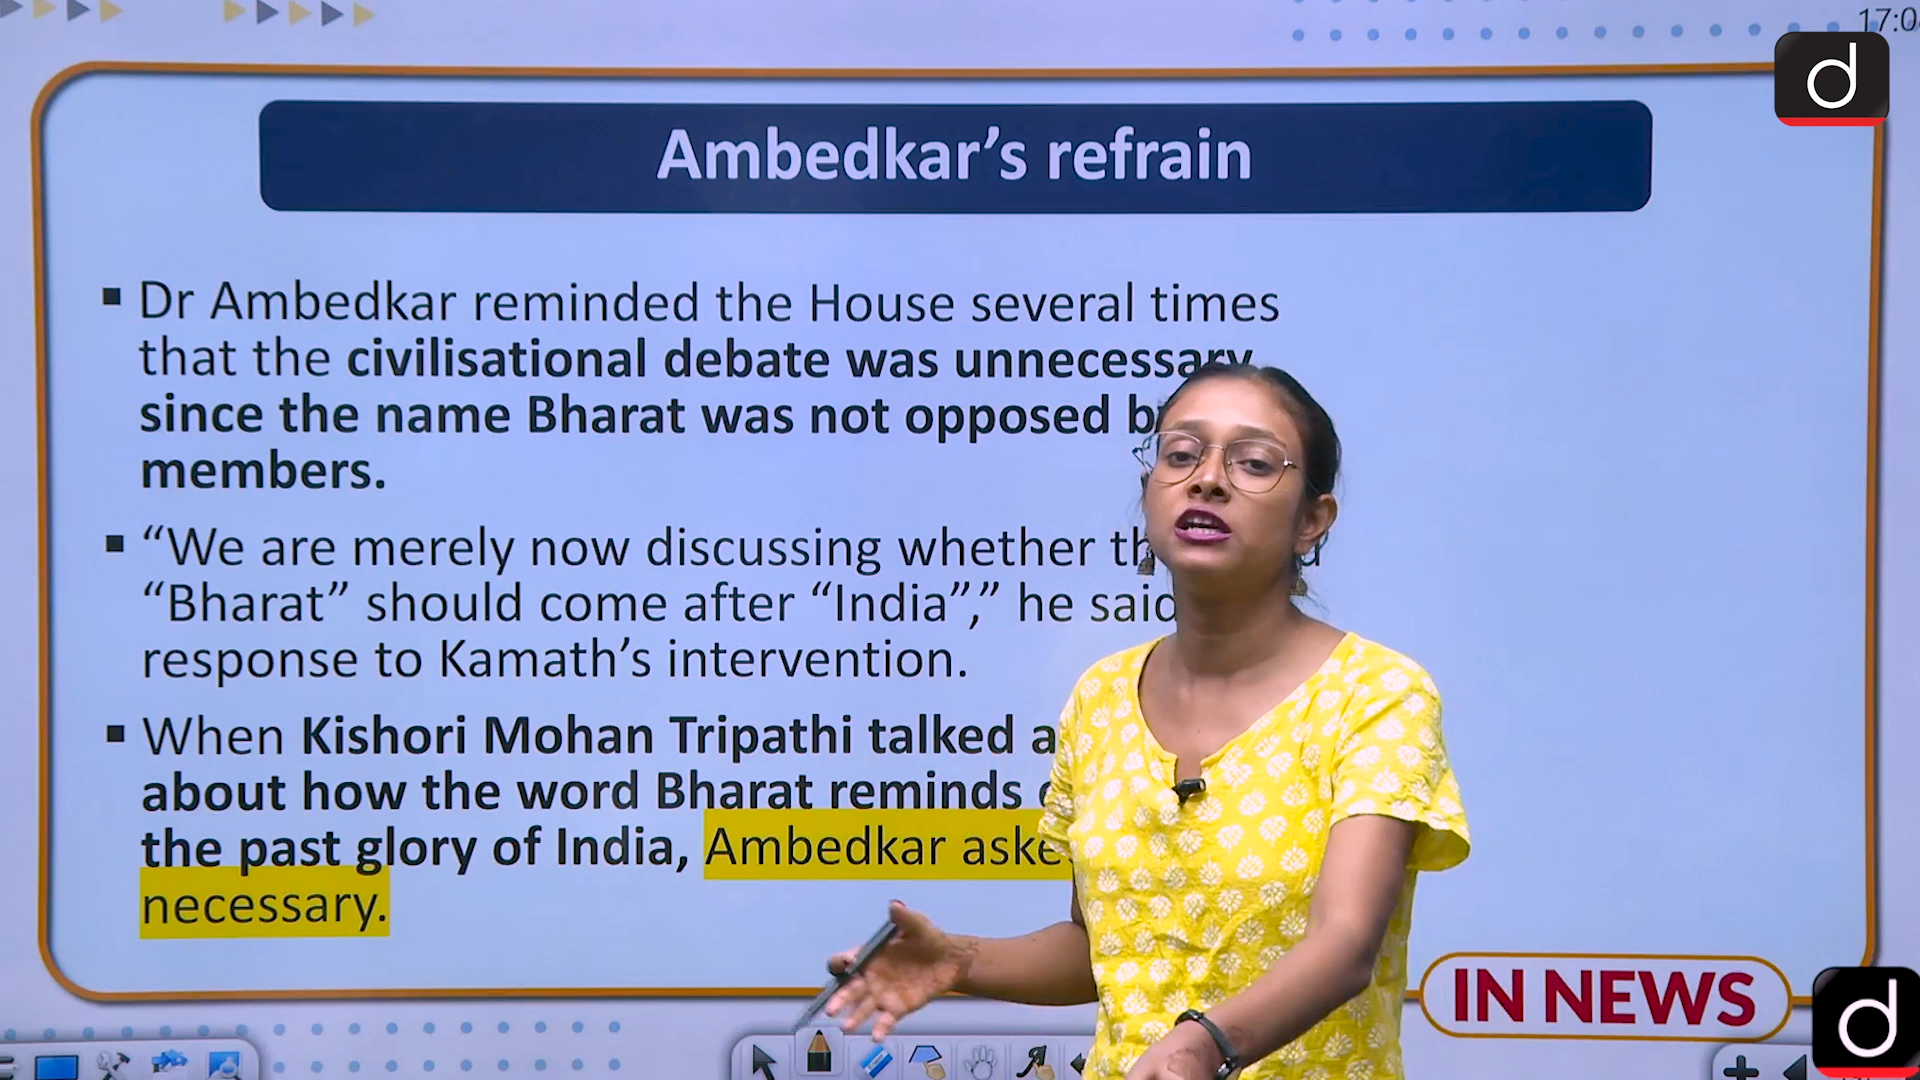 17:0
d
Ambedkar’s refrain
▪ Dr Ambedkar reminded the House several times
that the civilisational debate was unnecessary
since the name Bharat was not opposed by
members.
▪ “We are merely now discussing whether
“Bharat” should come after “India”,” he said
response to Kamath’s intervention.
▪ When Kishori Mohan Tripathi talked
about how the word Bharat reminds
the past glory of India, Ambedkar
necessary.
IN NEWS
d